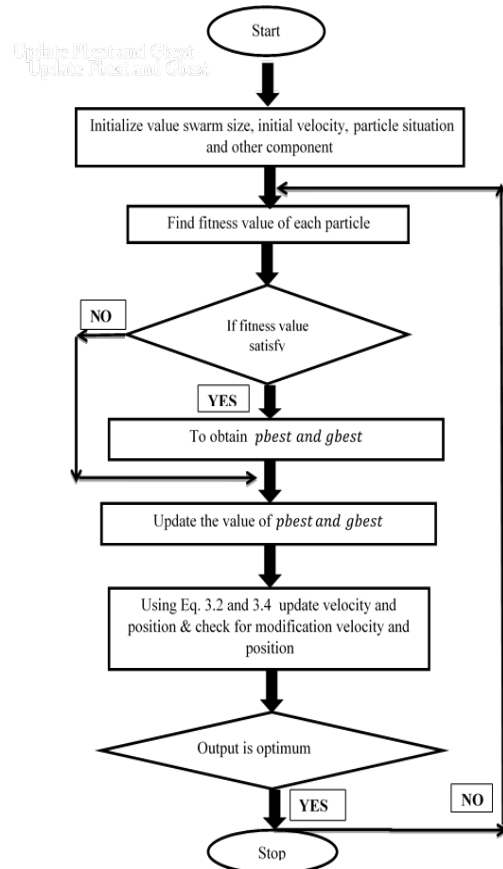 Start
Update Pbest and Gbest
Update Pbest and Gbest
Initialize value swarm size, initial velocity, particle situation
and other component
Find fitness value of each particle
NO
If fitness value
satisfy
YES
To obtain pbest and gbest
Update the value of pbest and gbest
Using Eq. 3.2 and 3.4 update velocity and
position & check for modification velocity and
position
Output is optimum
YES
NO
Stop